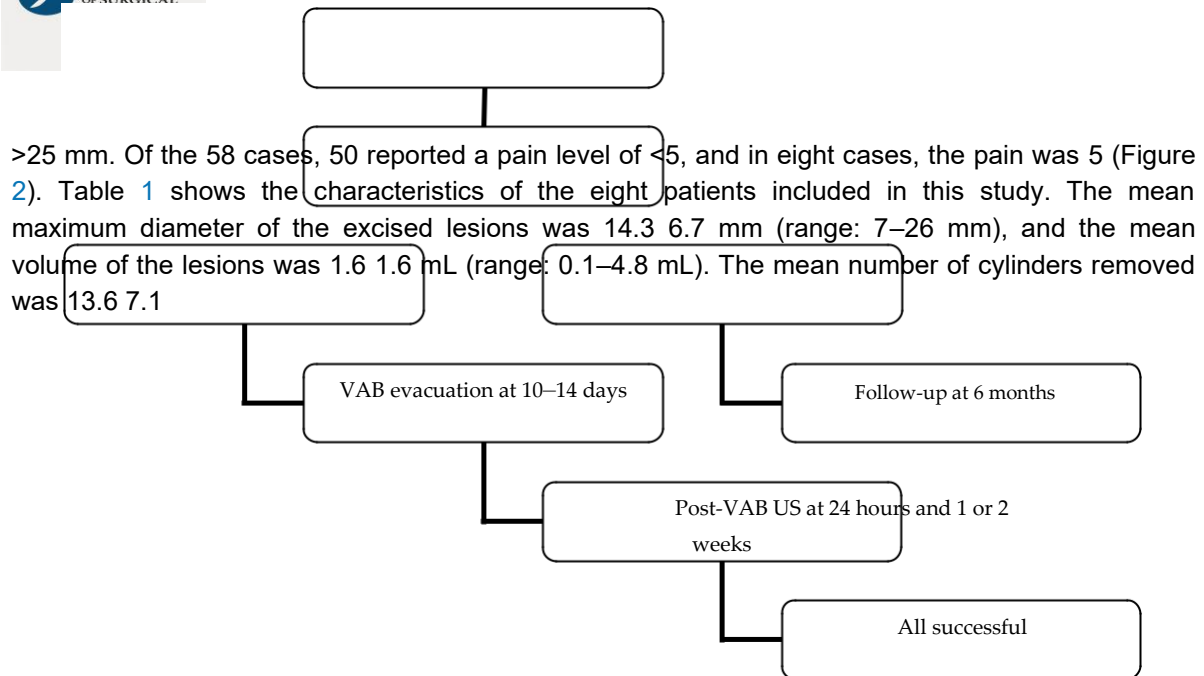 OF SURGICAL
>25 mm. Of the 58 cases, 50 reported a pain level of <5, and in eight cases, the pain was 5 (Figure
2). Table 1 shows the characteristics of the eight patients included in this study. The mean
maximum diameter of the excised lesions was 14.3 6.7 mm (range: 7–26 mm), and the mean
volume of the lesions was 1.6 1.6 mL (range: 0.1–4.8 mL). The mean number of cylinders removed
was 13.6 7.1
VAB evacuation at 10–14 days
Follow-up at 6 months
Post-VAB US at 24 hours and 1 or 2
weeks
All successful